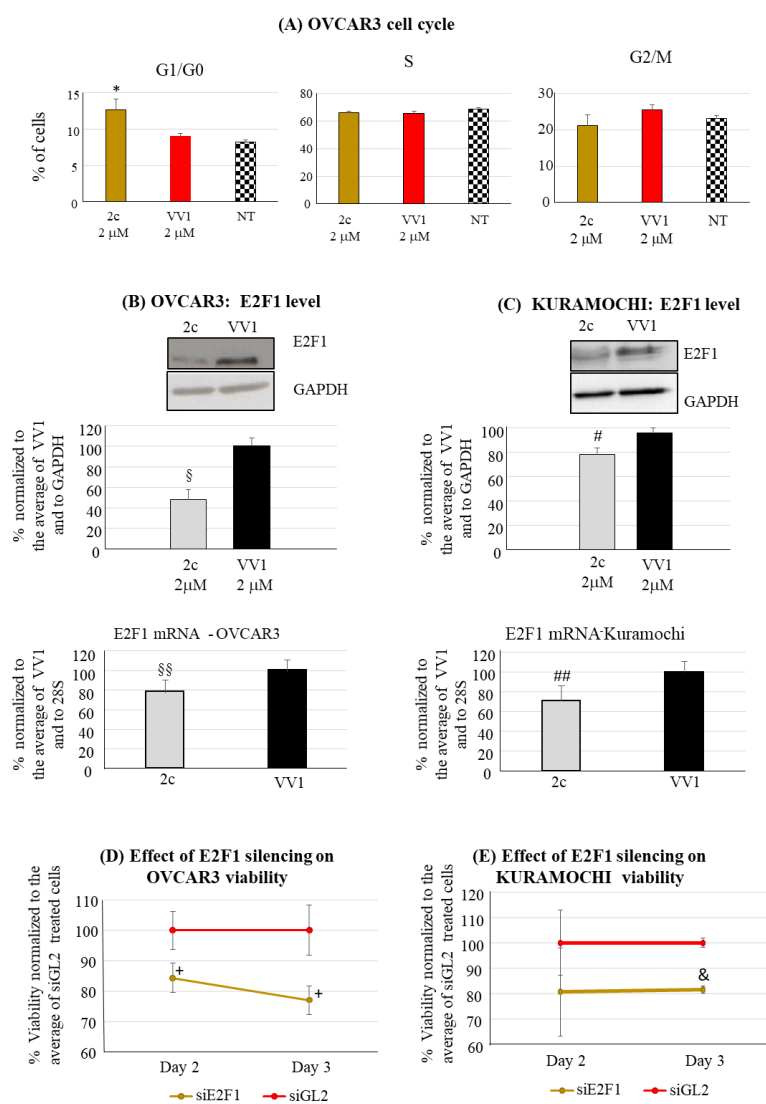 (A) OVCAR3 cell cycle
G1/G0
S
G2/M
% of cells
15
10
5
0
*
2c
2 μM
VV1
2 μM
NT
80
60
40
20
0
2c
2 μM
VV1
2 μM
NT
30
20
10
0
2c
2 μM
VV1
2 μM
NT
(B) OVCAR3: E2F1 level
2c VV1
E2F1
GAPDH
% normalized to
the average of VV1
and to GAPDH
120
100
80
60
40
20
0
§
2c
2μM
VV1
2 μM
(C) KURAMOCHI: E2F1 level
2c VV1
E2F1
GAPDH
% normalized to
the average of VV1
and to GAPDH
100
80
60
40
20
0
#
2c
2μM
VV1
2μM
E2F1 mRNA - OVCAR3
% normalized to
the average of VV1
and to 28S
120
100
80
60
40
20
0
§§
2c
VV1
E2F1 mRNA-Kuramochi
% normalized to
the average of VV1
and to 28S
120
100
80
60
40
20
0
##
2c
VV1
(D) Effect of E2F1 silencing on
OVCAR3 viability
% Viability normalized to the
average of siGL2 treated cells
110
100
90
80
70
60
+
+
Day 2
Day 3
siE2F1
siGL2
(E) Effect of E2F1 silencing on
KURAMOCHI viability
% Viability normalized to the
average of siGL2 treated cells
120
110
100
90
80
70
60
&
Day 2
Day 3
siE2F1
siGL2